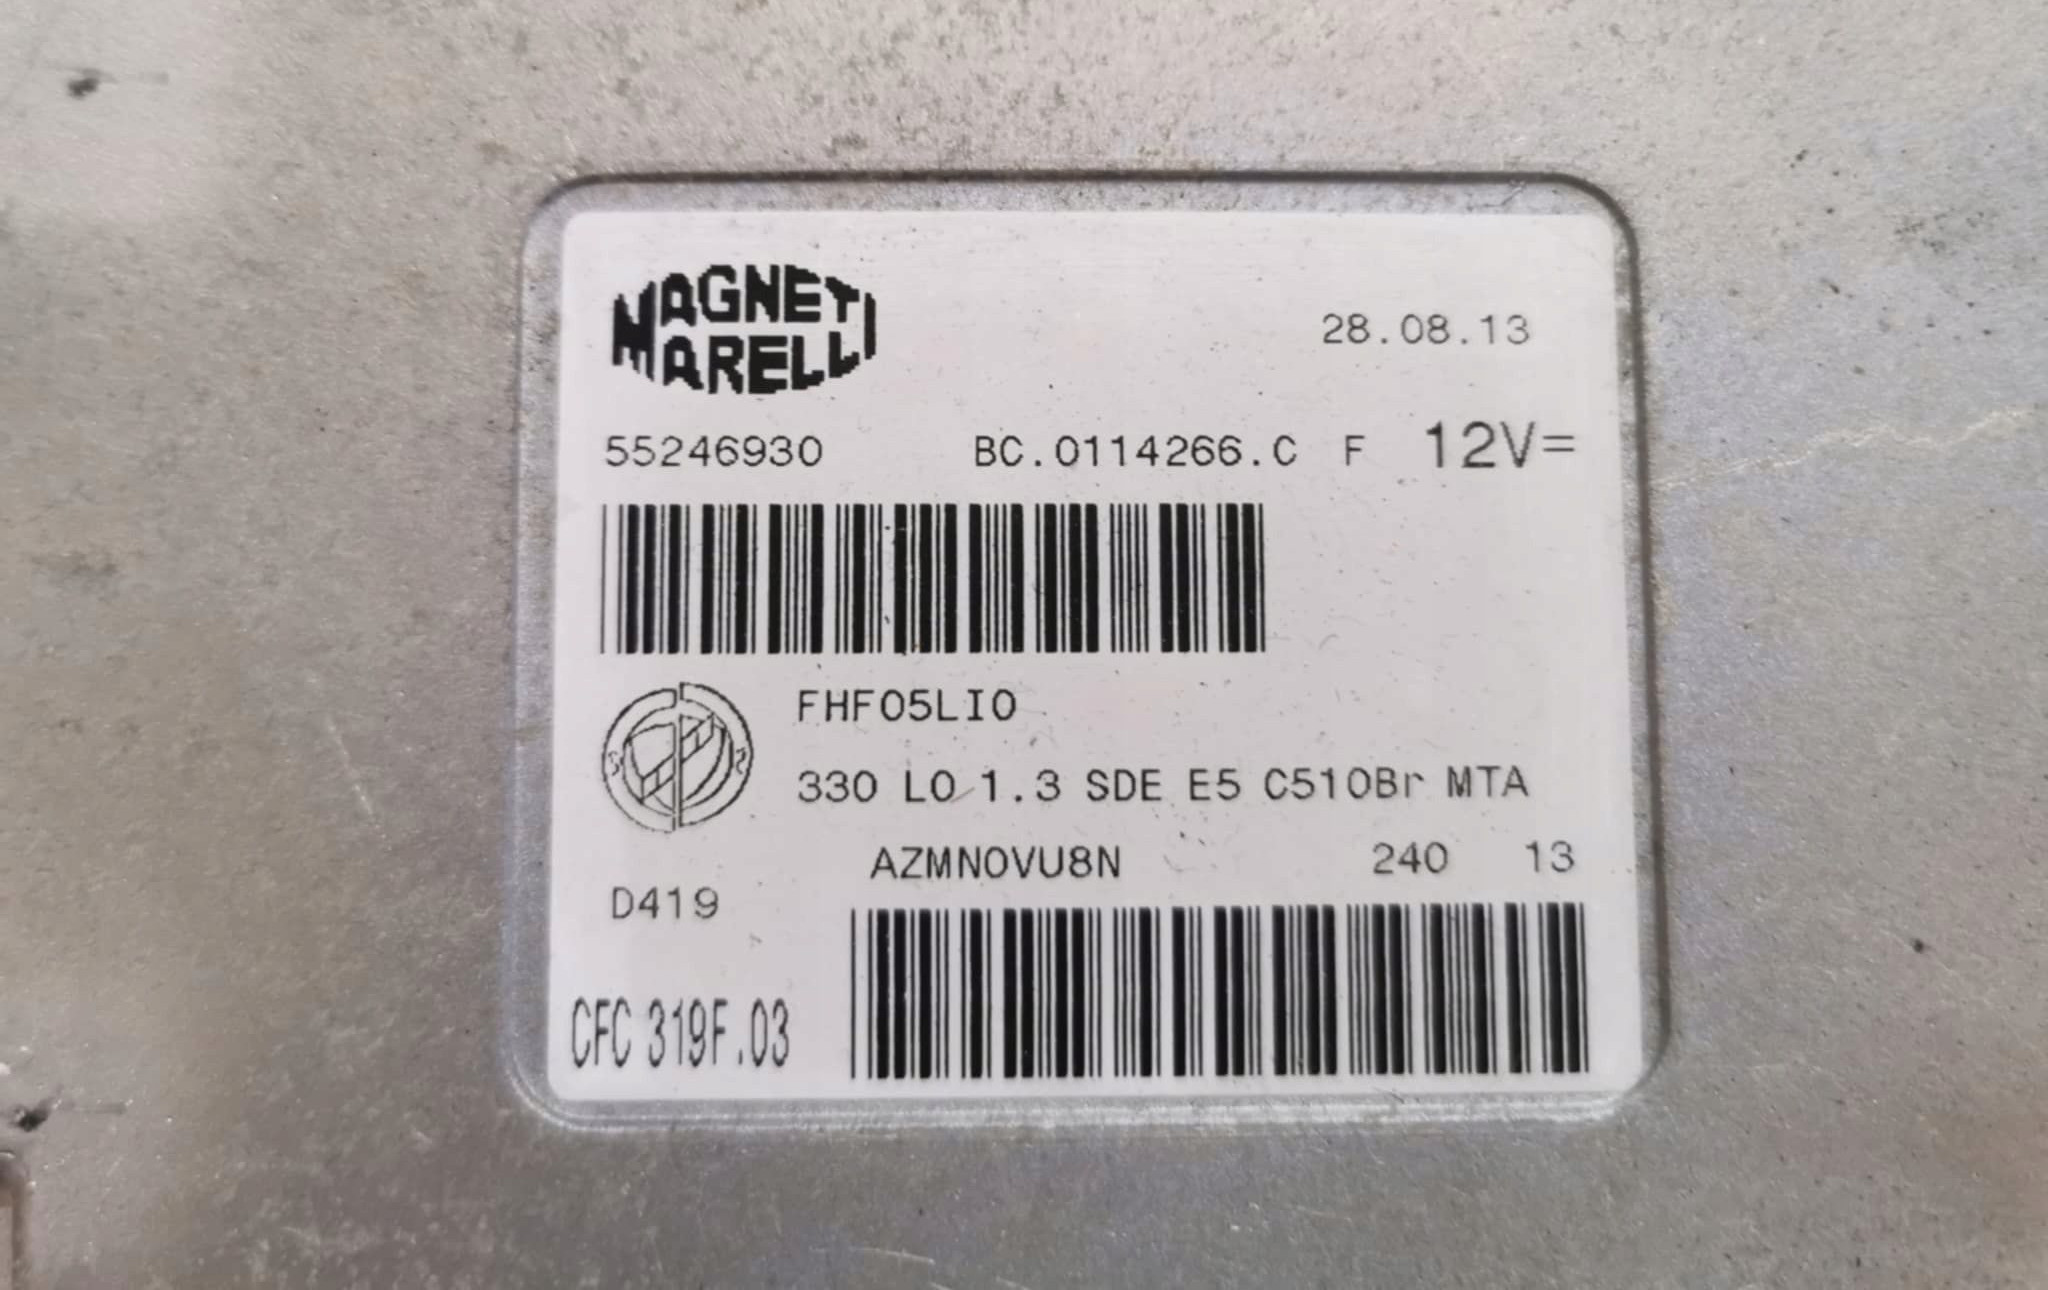 MAGNETI
MARELLI
28.08.13
55246930 BC.0114266.C F 12V=
FHF05LI0
330 L0 1.3 SDE E5 C510Br MTA
AZMN0VU8N 240 13
D419
CFC 319F.03